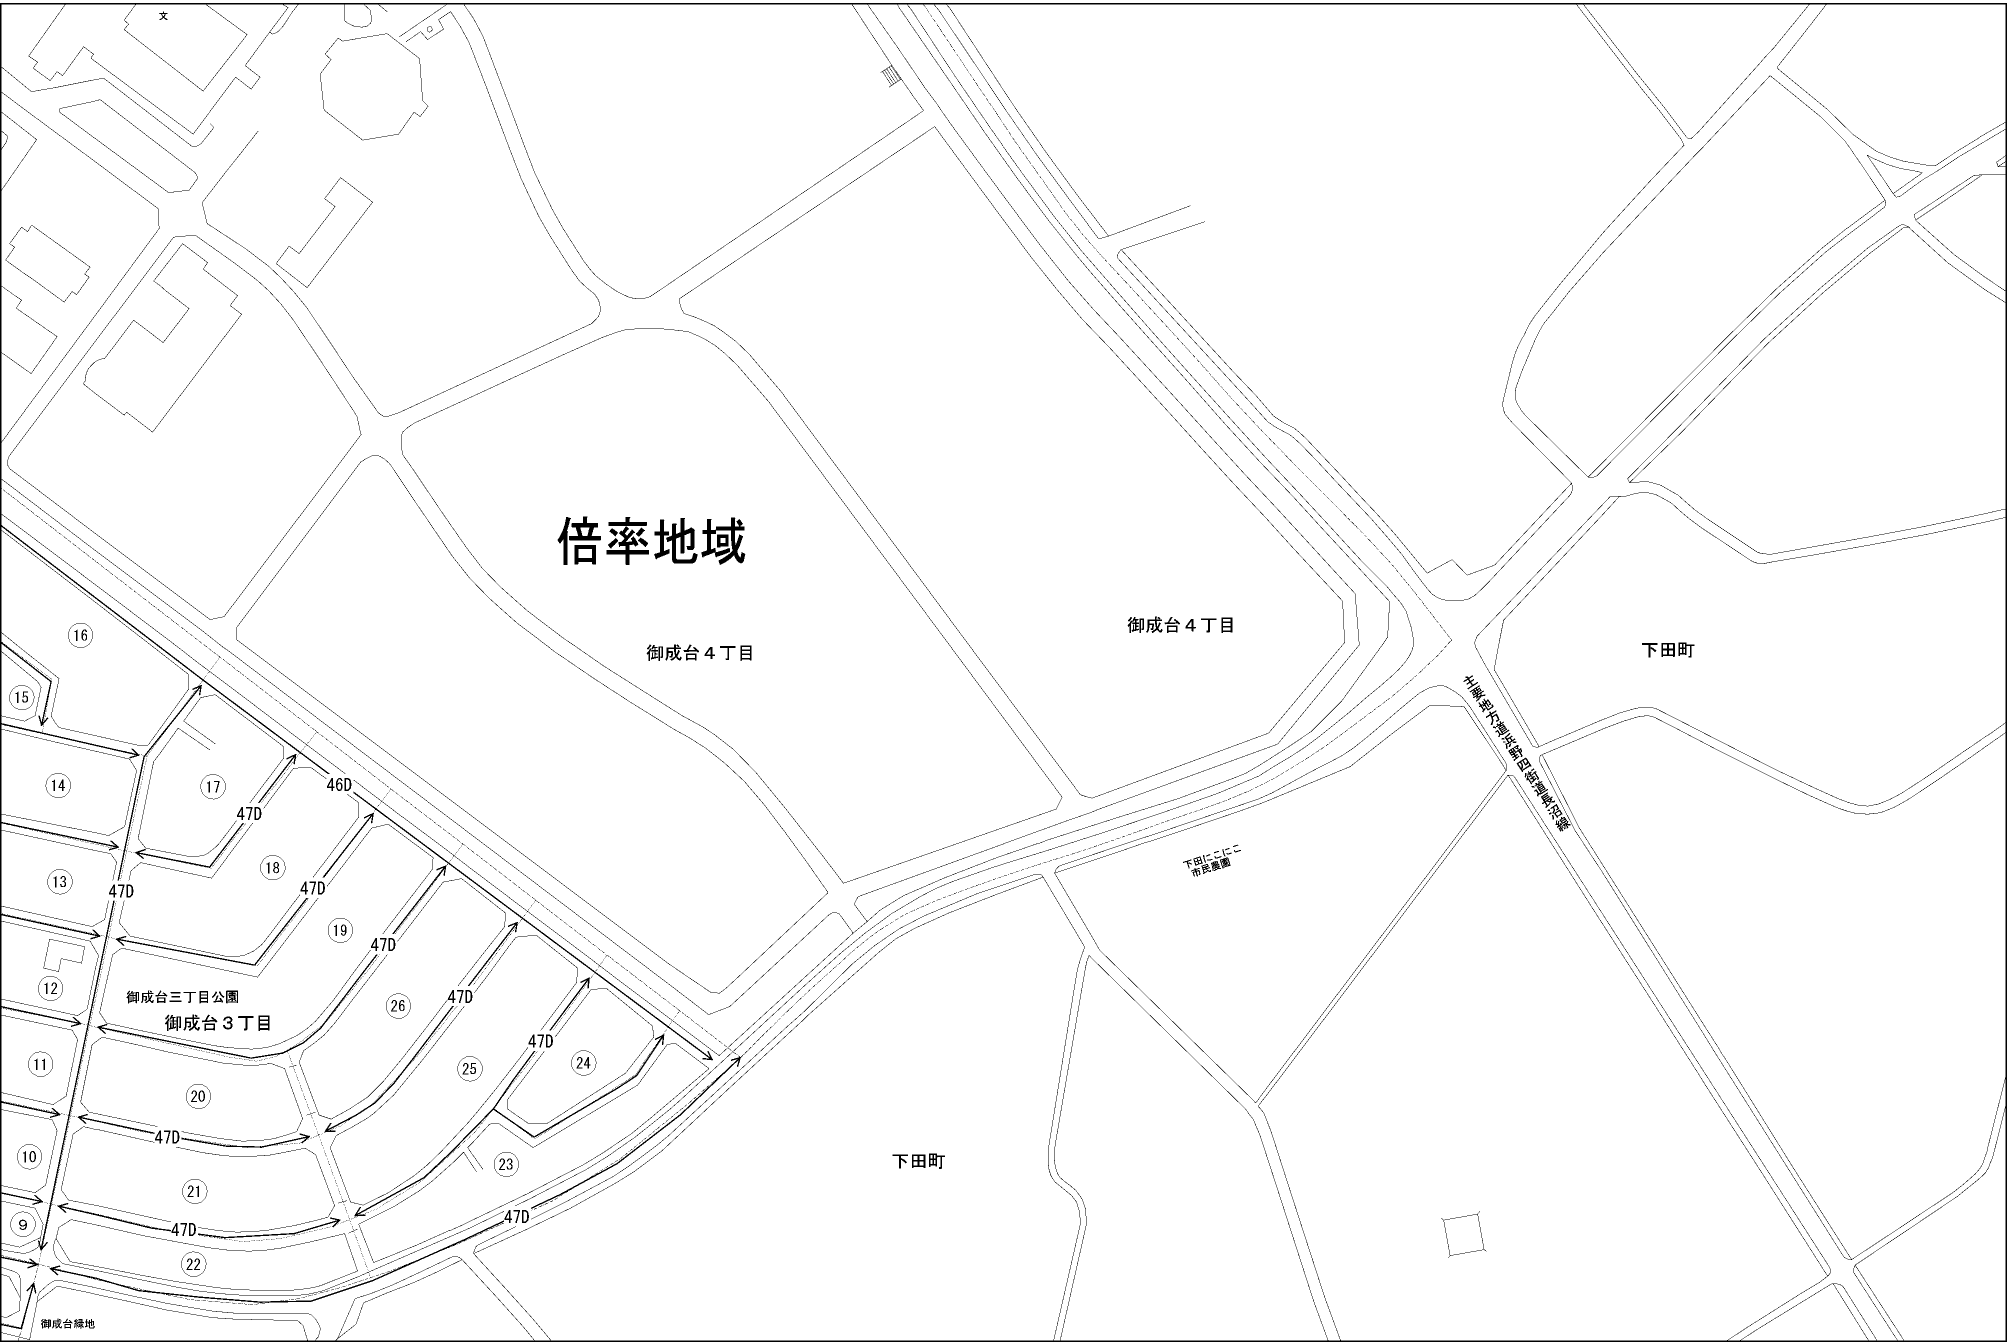 文
倍率地域
御成台４丁目
御成台４丁目
下田町
16
15
主要地方道浜野四街道長沼線
14
17
46D
47D
13
18
47D
47D
下田にこにこ
市民農園
19
47D
12
御成台三丁目公園
御成台３丁目
26
47D
11
25
47D
24
20
10
47D
23
下田町
21
9
47D
47D
22
御成台緑地